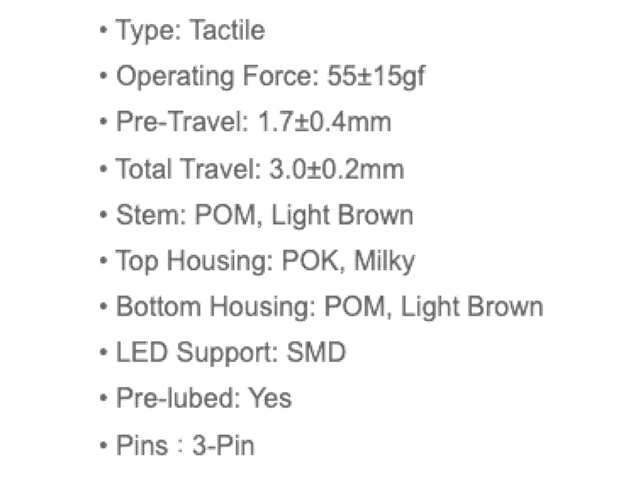 • Type: Tactile
• Operating Force: 55±15gf
• Pre-Travel: 1.7±0.4mm
• Total Travel: 3.0±0.2mm
• Stem: POM, Light Brown
• Top Housing: POK, Milky
• Bottom Housing: POM, Light Brown
• LED Support: SMD
• Pre-lubed: Yes
• Pins：3-Pin